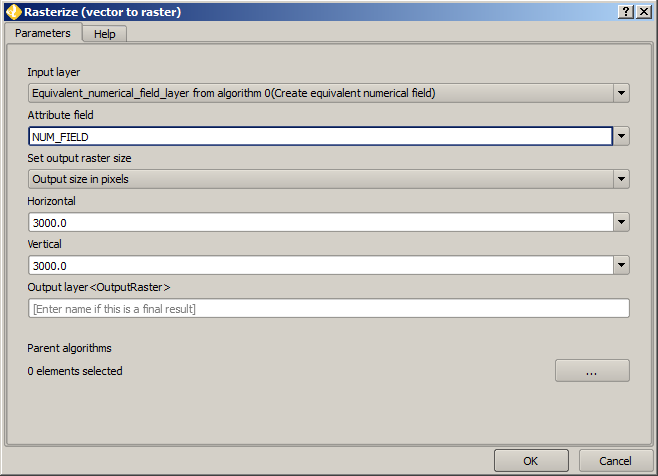 Rasterize (vector to raster)
Parameters
Help
Input layer
Equivalent_numerical_field_layer from algorithm 0(Create equivalent numerical field)
Attribute field
NUM_FIELD
Set output raster size
Output size in pixels
Horizontal
3000.0
Vertical
3000.0
Output layer<OutputRaster>
[Enter name if this is a final result]
Parent algorithms
0 elements selected
...
OK
Cancel